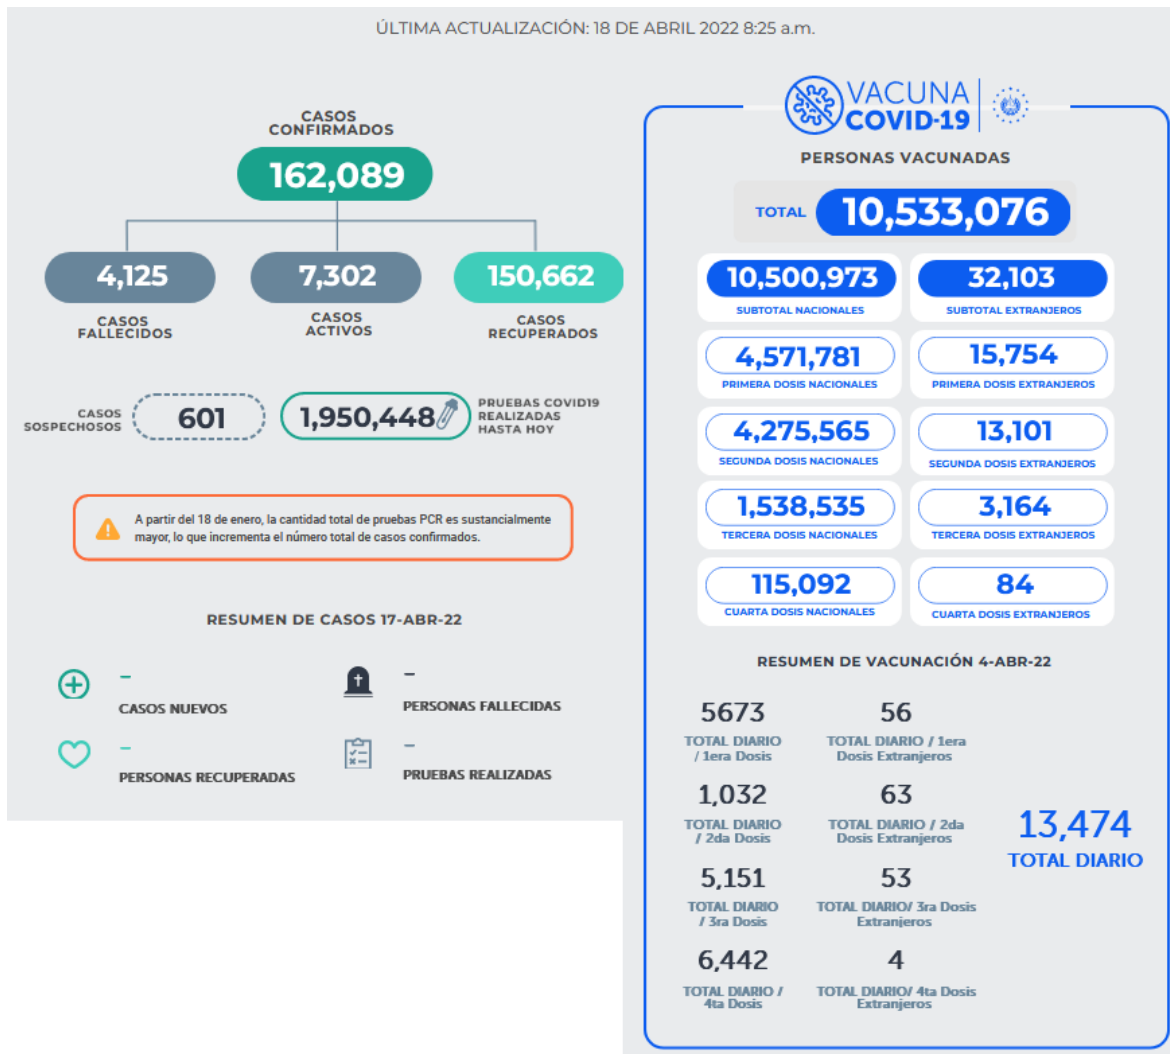 ÚLTIMA ACTUALIZACIÓN: 18 DE ABRIL 2022 8:25 a.m.
CASOS
CONFIRMADOS
162,089
4,125
CASOS
FALLECIDOS
7,302
CASOS
ACTIVOS
150,662
CASOS
RECUPERADOS
CASOS
SOSPECHOSOS
601
1,950,448
PRUEBAS COVID19
REALIZADAS
HASTA HOY
A partir del 18 de enero, la cantidad total de pruebas PCR es sustancialmente
mayor, lo que incrementa el número total de casos confirmados.
RESUMEN DE CASOS 17-ABR-22
–
CASOS NUEVOS
–
PERSONAS FALLECIDAS
–
PERSONAS RECUPERADAS
–
PRUEBAS REALIZADAS
VACUNA
COVID-19
PERSONAS VACUNADAS
TOTAL 10,533,076
10,500,973
SUBTOTAL NACIONALES
32,103
SUBTOTAL EXTRANJEROS
4,571,781
PRIMERA DOSIS NACIONALES
15,754
PRIMERA DOSIS EXTRANJEROS
4,275,565
SEGUNDA DOSIS NACIONALES
13,101
SEGUNDA DOSIS EXTRANJEROS
1,538,535
TERCERA DOSIS NACIONALES
3,164
TERCERA DOSIS EXTRANJEROS
115,092
CUARTA DOSIS NACIONALES
84
CUARTA DOSIS EXTRANJEROS
RESUMEN DE VACUNACIÓN 4-ABR-22
5673
TOTAL DIARIO
/ 1era Dosis
56
TOTAL DIARIO / 1era
Dosis Extranjeros
1,032
TOTAL DIARIO
/ 2da Dosis
63
TOTAL DIARIO / 2da
Dosis Extranjeros
5,151
TOTAL DIARIO
/ 3ra Dosis
53
TOTAL DIARIO/ 3ra Dosis
Extranjeros
6,442
TOTAL DIARIO /
4ta Dosis
4
TOTAL DIARIO/ 4ta Dosis
Extranjeros
13,474
TOTAL DIARIO